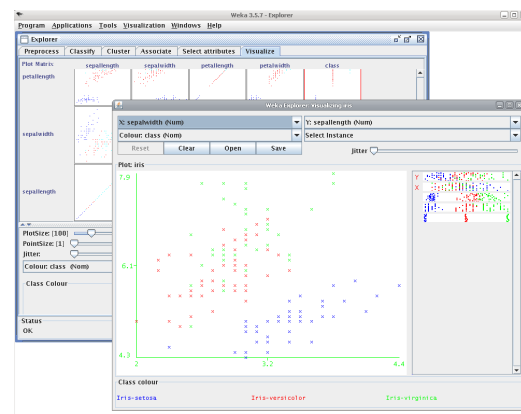 Weka 3.5.7 - Explorer
Program Applications Tools Visualization Windows Help
Explorer
Preprocess Classify Cluster Associate Select attributes Visualize
Plot Matrix sepallength sepalwidth petallength petalwidth class
petallength
sepalwidth
sepallength
PlotSize: [100]
PointSize: [1]
Jitter:
Colour: class (Nom)
Class Colour
Status
OK
Weka Explorer: Visualizing iris
X: sepalwidth (Num) Y: sepallength (Num)
Colour: class (Nom) Select Instance
Reset Clear Open Save Jitter
Plot: iris
7.9
6.1
4.3
2 3.2 4.4
Y
X
Class colour
Iris-setosa Iris-versicolor Iris-virginica